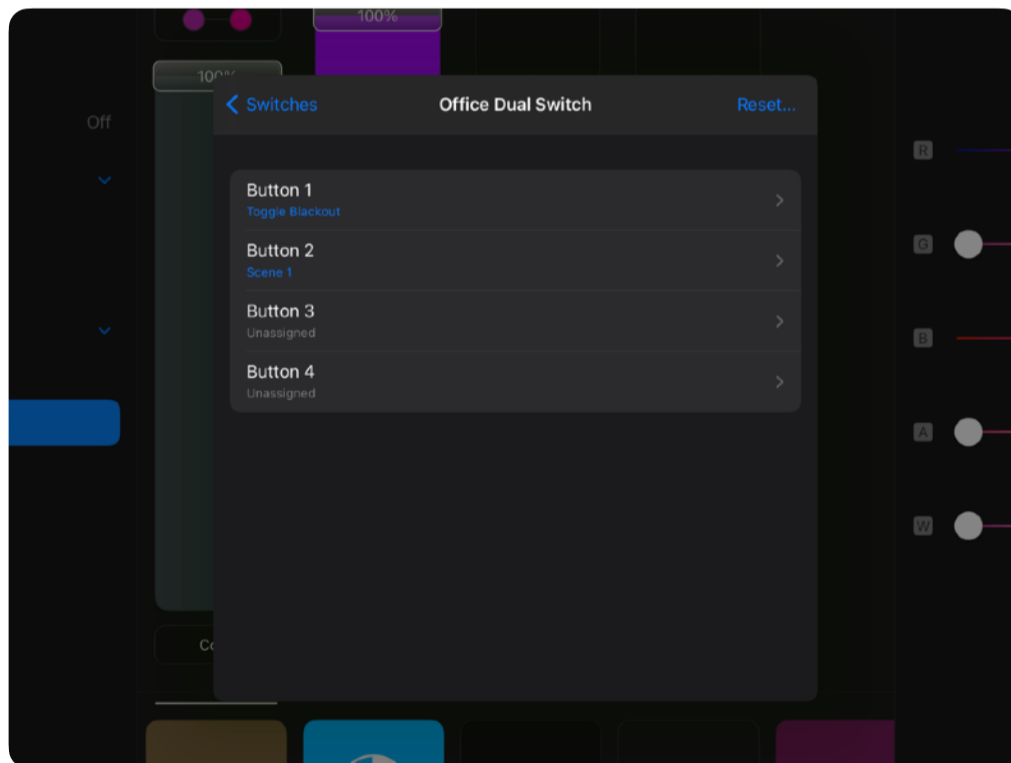 100%
100%
Switches
Office Dual Switch
Reset...
Off
R
Button 1
Toggle Blackout
G
Button 2
Scene 1
Button 3
Unassigned
B
Button 4
Unassigned
A
W